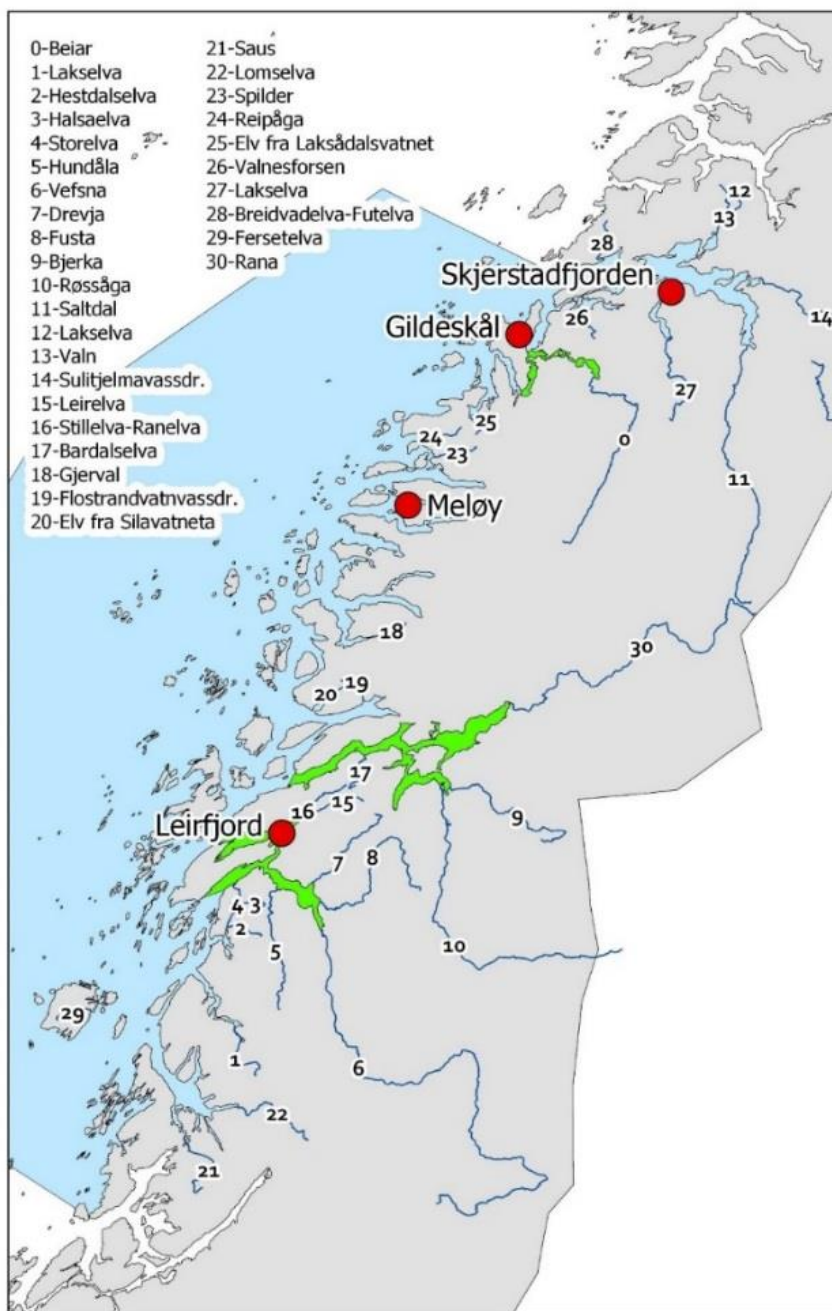 0-Beiar
1-Lakselva
2-Hestdalselva
3-Halsaelva
4-Storelva
5-Hundåla
6-Vefsna
7-Drevja
8-Fusta
9-Bjerka
10-Røssåga
11-Saltdal
12-Lakselva
13-Valn
14-Sulitjelmavassdr.
15-Leirelva
16-Stillelva-Ranelva
17-Bardalselva
18-Gjerval
19-Flostrandvatnvassdr.
20-Elv fra Silavatneta
21-Saus
22-Lomselva
23-Spilder
24-Reipåga
25-Elv fra Laksådalsvatnet
26-Valnesforsen
27-Lakselva
28-Breidvadelva-Futelva
29-Fersetelva
30-Rana
12
13
28
Skjerstadfjorden
14
26
Gildeskål
27
25
24
23
0
11
Meløy
18
30
19
20
17
16
15
Leirfjord
9
7
8
4
3
2
5
10
29
1
6
22
21